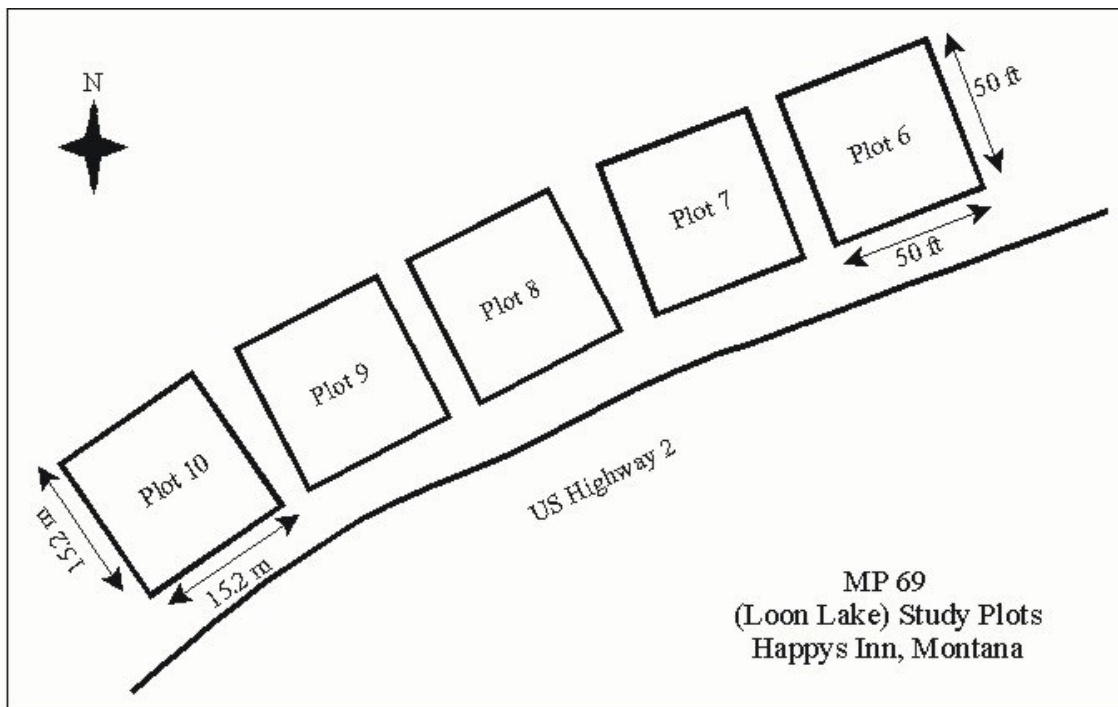 N
50 ft
Plot 6
Plot 7
50 ft
Plot 8
Plot 9
Plot 10
US Highway 2
15.2 m
15.2 m
MP 69
(Loon Lake) Study Plots
Happys Inn, Montana